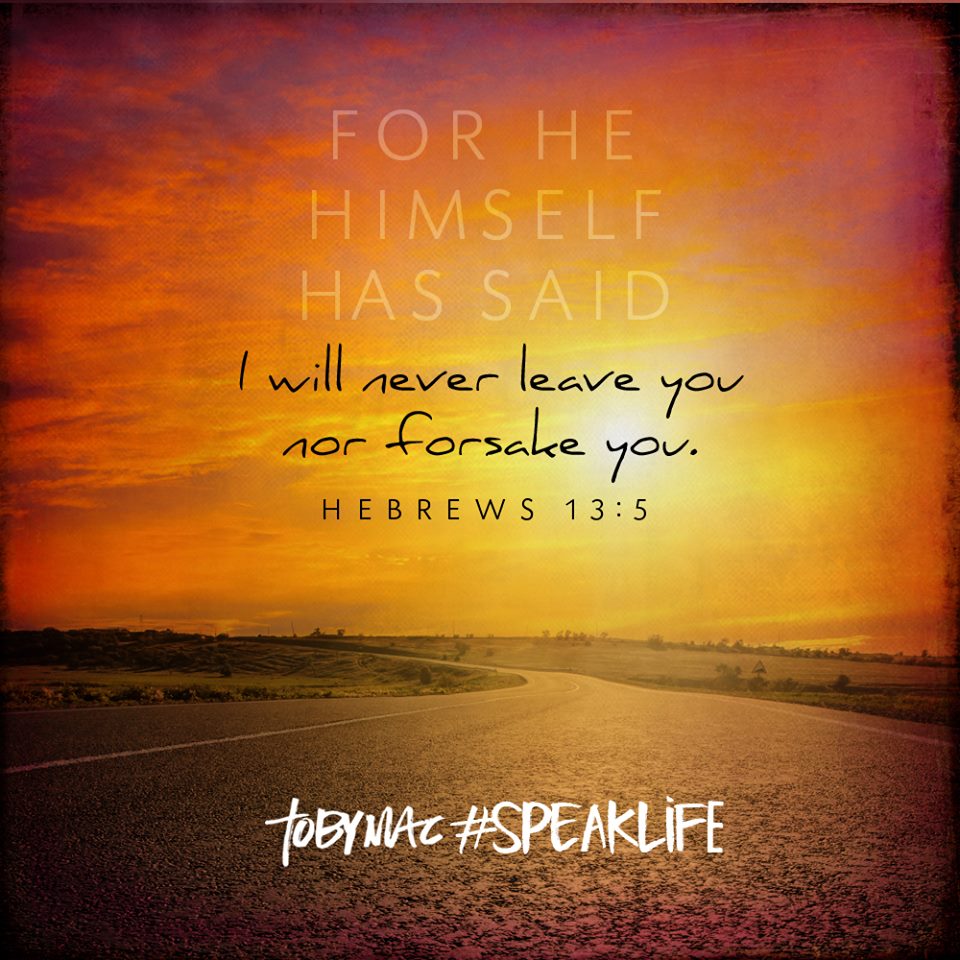 FOR HE
HIMSELF
HAS SAID
I will never leave you
nor forsake you.
HEBREWS 13:5
tOBYMAC #SPEAKLiFE